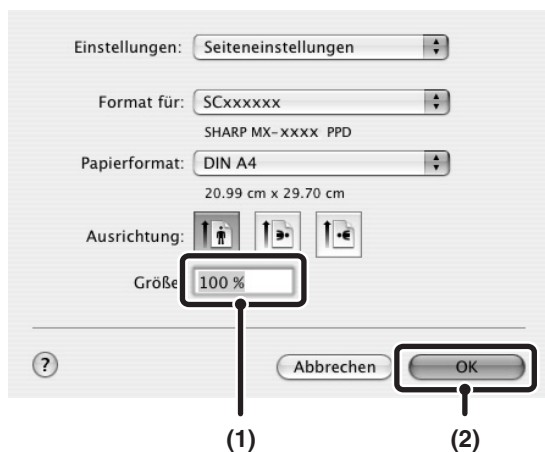 Einstellungen: Seiteneinstellungen
Format für: SCxxxxxx
SHARP MX-xxxx PPD
Papierformat: DIN A4
20.99 cm x 29.70 cm
Ausrichtung:
Größe 100 %
? Abbrechen OK
(1) (2)